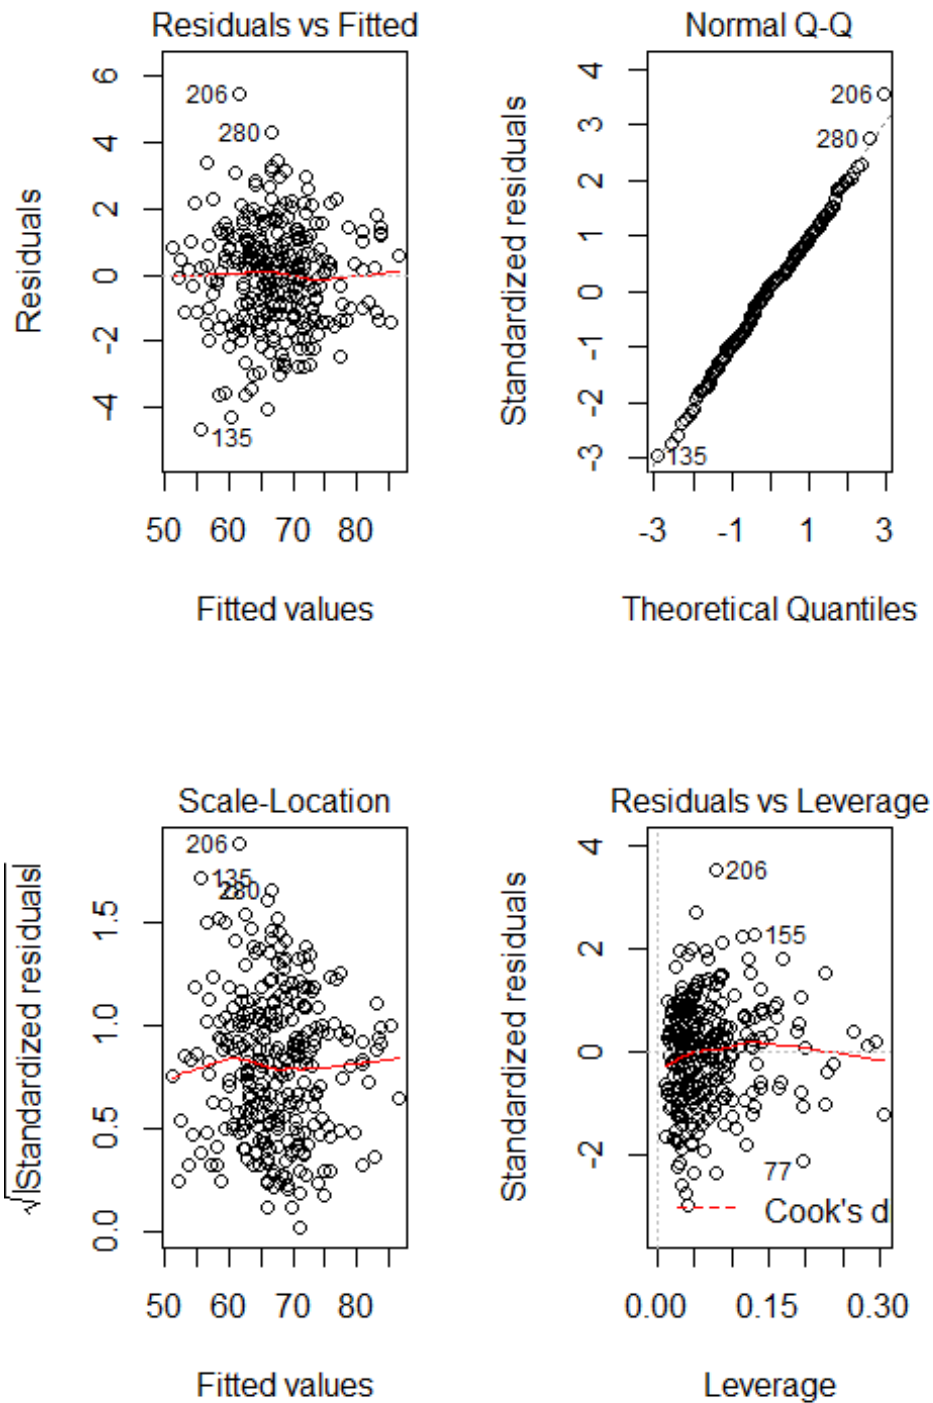 Residuals vs Fitted
Residuals
6
4
2
0
-2
-4
206
280
135
50 60 70 80
Fitted values
Normal Q-Q
Standardized residuals
4
3
2
1
0
-1
-2
-3
206
280
135
-3 -1 1 3
Theoretical Quantiles
Scale-Location
√|Standardized residuals|
1.5
1.0
0.5
0.0
206
135
280
50 60 70 80
Fitted values
Residuals vs Leverage
Standardized residuals
4
2
0
-2
206
155
77
Cook's d
0.00 0.15 0.30
Leverage